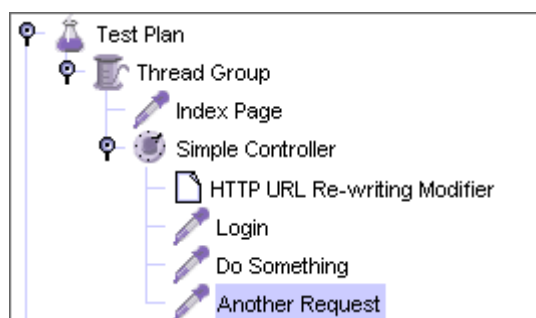 Test Plan
Thread Group
Index Page
Simple Controller
HTTP URL Re-writing Modifier
Login
Do Something
Another Request